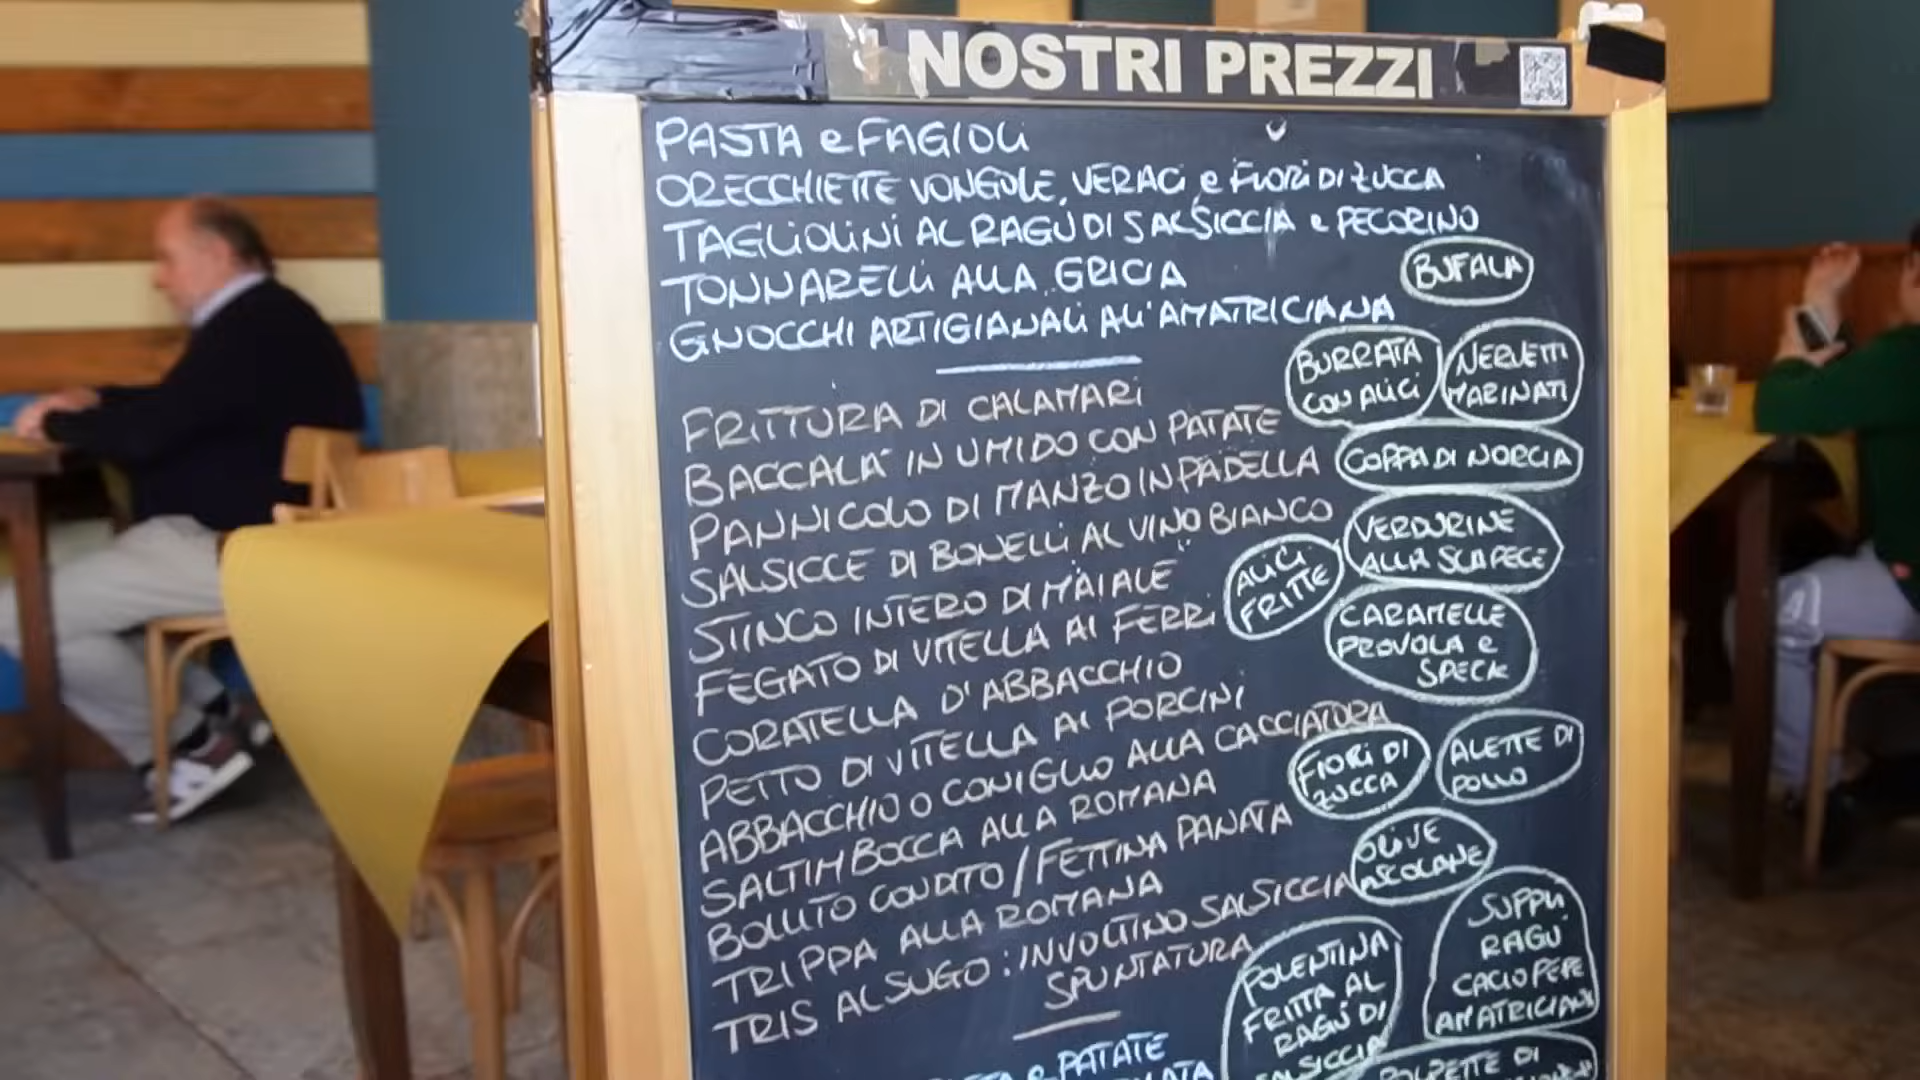 I NOSTRI PREZZI
PASTA e FAGIOLI
ORECCHIETTE VONGOLE VERACI e FIORI DI ZUCCA
TAGLIOLINI AL RAGÙ DI SALSICCIA e PECORINO
TONNARELLI ALLA GRICIA
GNOCCHI ARTIGIANALI ALL'AMATRICIANA
FRITTURA DI CALAMARI
BACCALA' IN UMIDO CON PATATE
PANNICOLO DI MANZO IN PADELLA
SALSICCE DI BONELLI AL VINO BIANCO
STINCO INTERO DI MAIALE
FEGATO DI VITELLA AI FERRI
CORATELLA D'ABBACCHIO
PETTO DI VITELLA AI PORCINI
ABBACCHIO O CONIGLIO ALLA CACCIATORA
SALTIMBOCCA ALLA ROMANA
BOLLITO CONDITO / FETTINA PANATA
TRIPPA ALLA ROMANA
TRIS AL SUGO: INVOLTINO SALSICCIA
SPUNTATURA
e PATATE
BUFALA
BURRATA
CON ALICI
NERVETTI
MARINATI
COPPA DI NORCIA
VERDURINE
ALLA SCAPECE
ALICI
FRITTE
CARAMELLE
PROVOLA e
SPECK
FIORI DI
ZUCCA
ALETTE DI
POLLO
OLIVE
ASCOLANE
SUPPLI
RAGÙ
CACIO PEPE
AMATRICIANA
POLENTINA
FRITTA AL
RAGÙ DI
SALSICCIA
POLPETTE DI